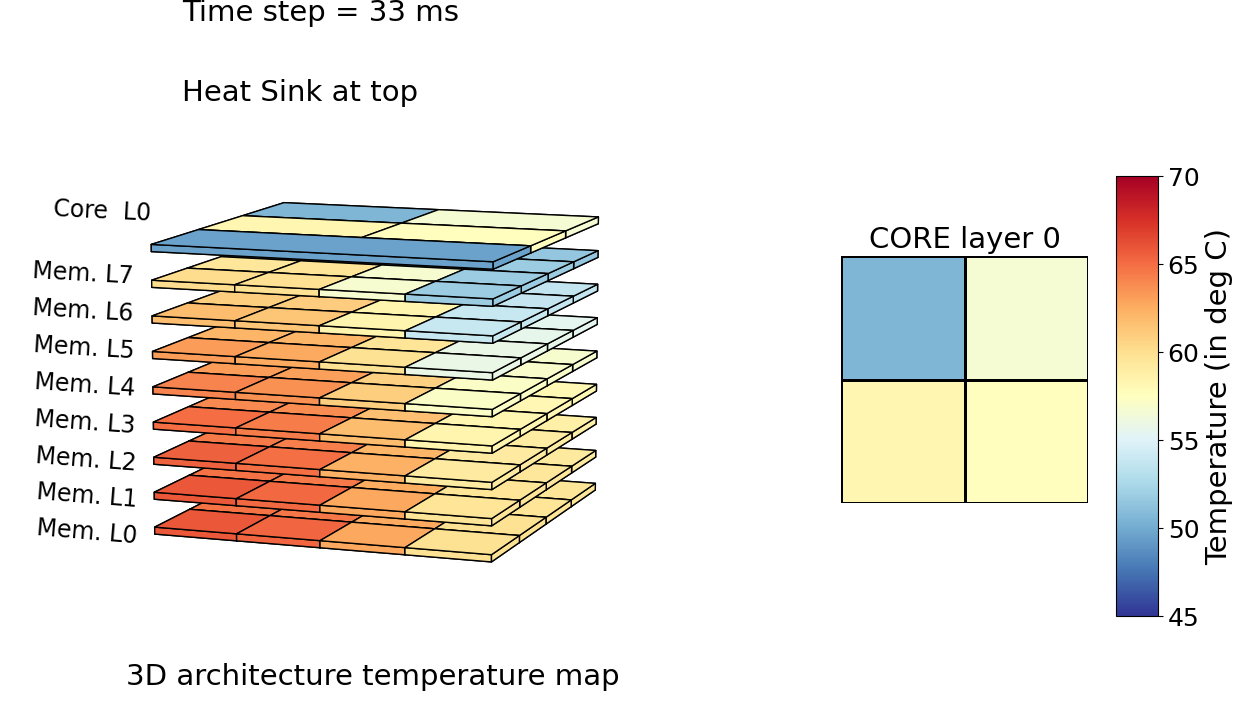 Time step = 33 ms
Heat Sink at top
Core  L0
Mem. L7
Mem. L6
Mem. L5
Mem. L4
Mem. L3
Mem. L2
Mem. L1
Mem. L0
3D architecture temperature map
CORE layer 0
70
65
60
55
50
45
Temperature (in deg C)